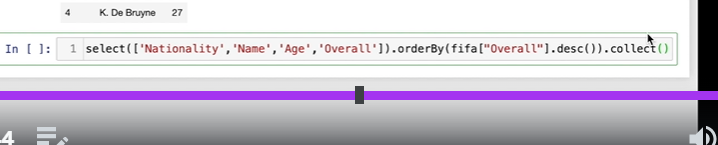 4 K. De Bruyne 27
In [ ]: 1 select(['Nationality','Name','Age','Overall']).orderBy(fifa["Overall"].desc()).collect()
4